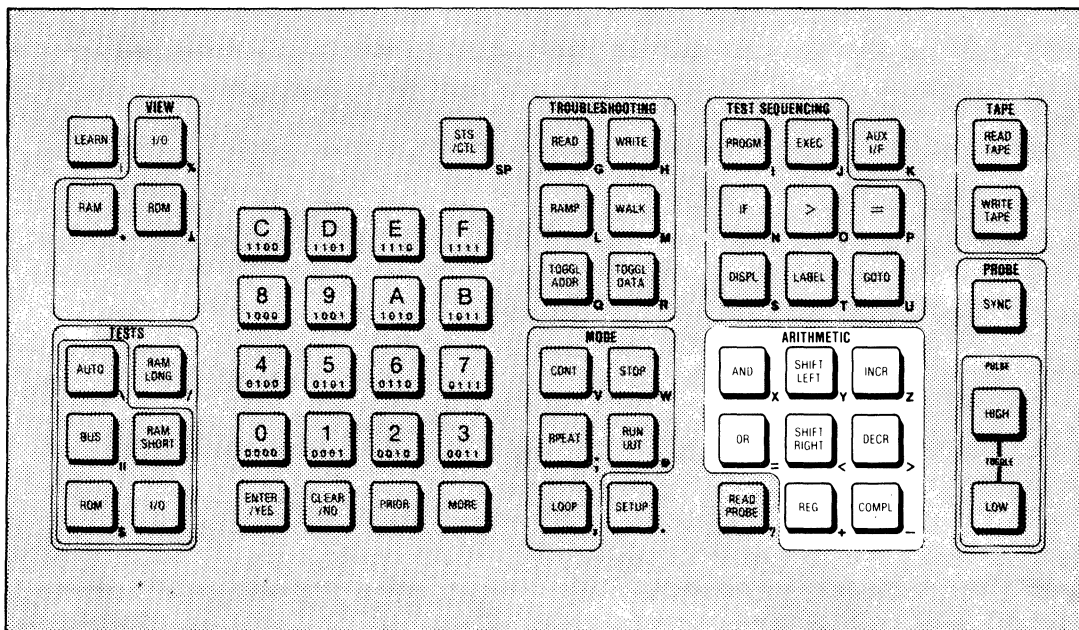 VIEW
LEARN
I/O %
RAM
ROM
TESTS
AUTO \
RAM LONG /
BUS "
RAM SHORT
ROM &
I/O
STS /CTL SP
C 1100
D 1101
E 1110
F 1111
8 1000
9 1001
A 1010
B 1011
4 0100
5 0101
6 0110
7 0111
0 0000
1 0001
2 0010
3 0011
ENTER /YES
CLEAR /NO
PRIOR
MORE
TROUBLESHOOTING
READ G
WRITE H
RAMP L
WALK M
TOGGL ADDR Q
TOGGL DATA R
MODE
CONT V
STOP W
RPEAT ;
RUN UUT @
LOOP
SETUP
TEST SEQUENCING
PROGM I
EXEC J
AUX I/F K
IF N
> O
= P
DISPL S
LABEL T
GOTO U
ARITHMETIC
AND X
SHIFT LEFT Y
INCR Z
OR =
SHIFT RIGHT <
DECR >
READ PROBE ?
REG +
COMPL −
TAPE
READ TAPE
WRITE TAPE
PROBE
SYNC
PULSE
HIGH
TOGGLE
LOW